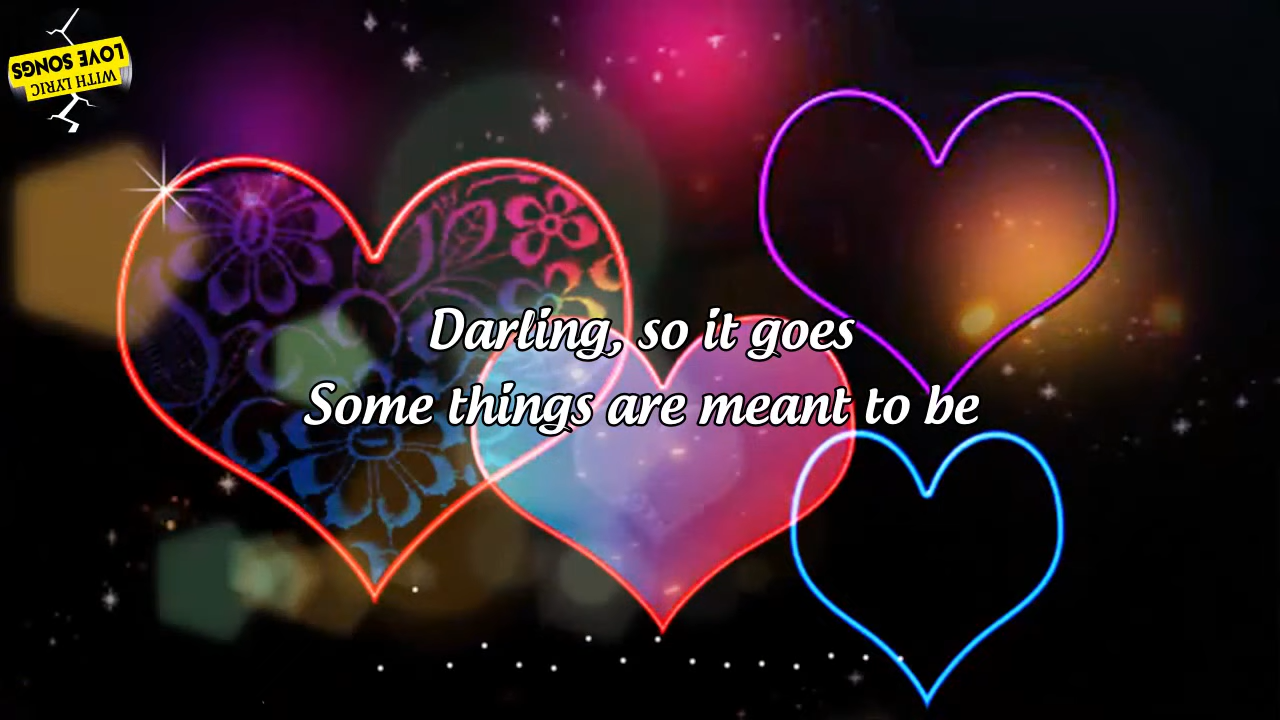 LOVE SONGS
WITH LYRIC
Darling, so it goes
Some things are meant to be